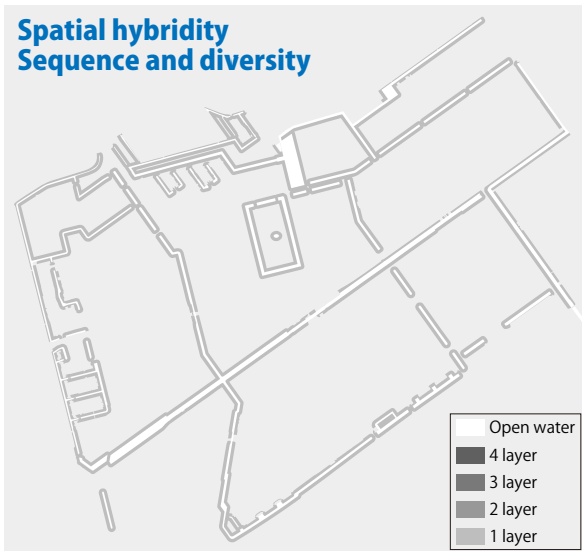 Spatial hybridity
Sequence and diversity
Open water
4 layer
3 layer
2 layer
1 layer